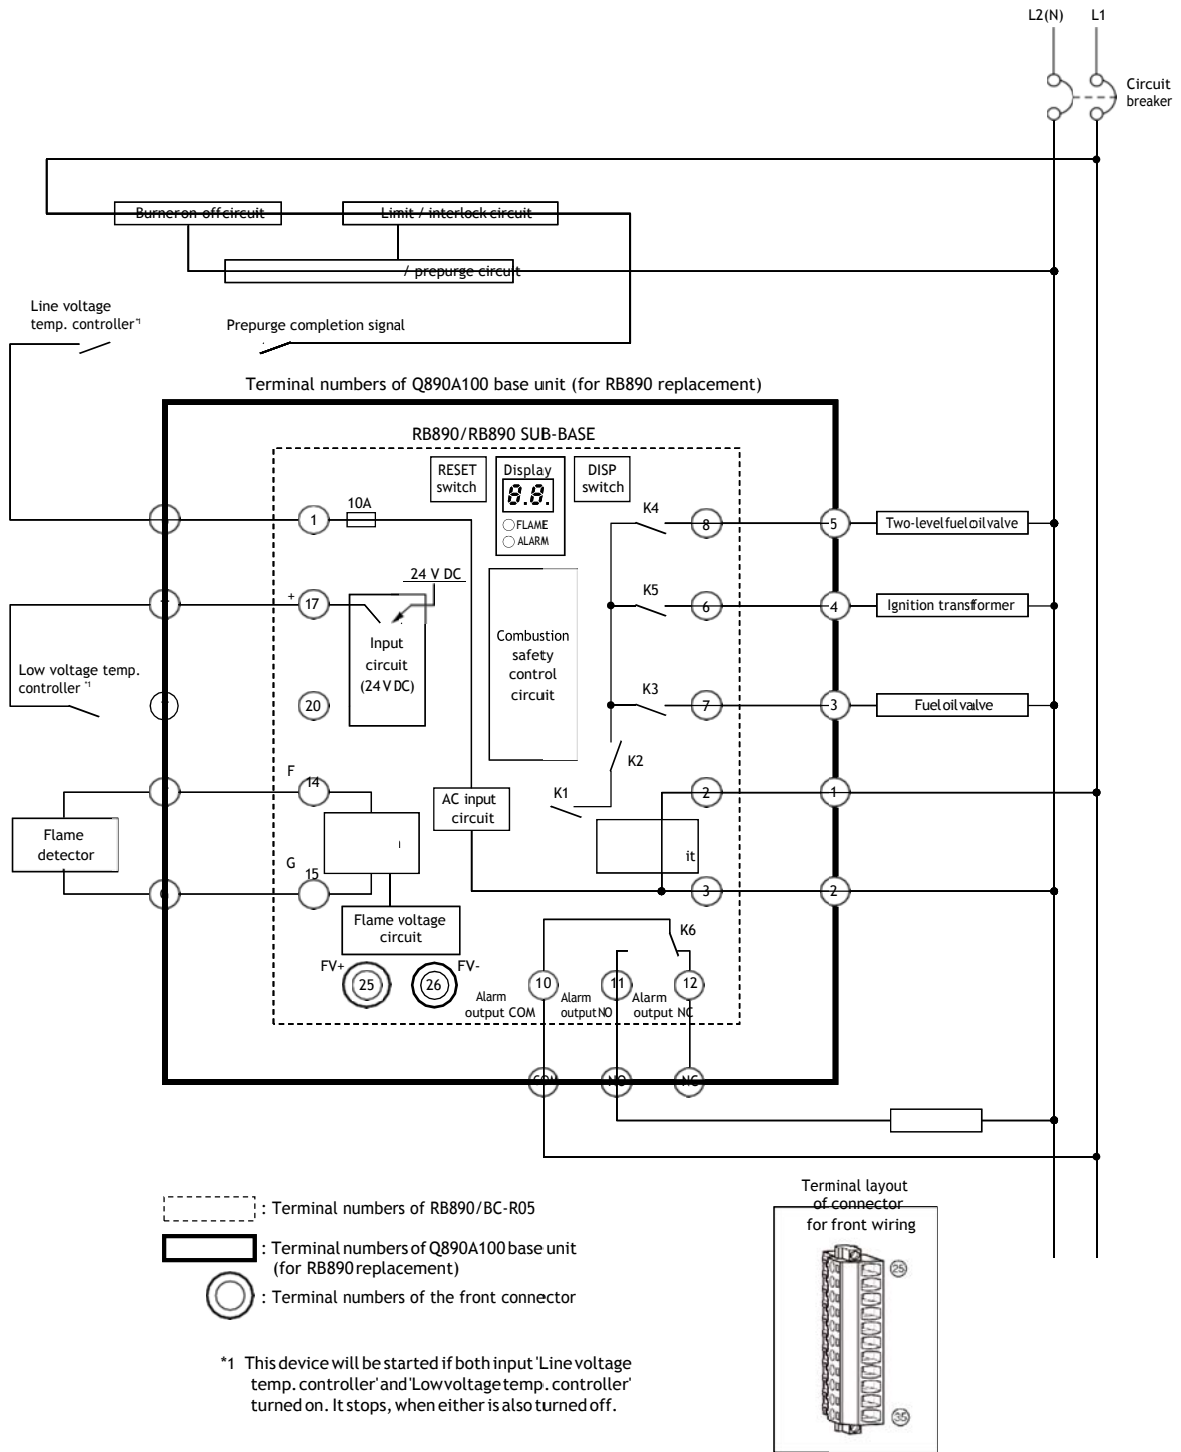 L2(N) L1
Circuit
breaker
Burner on-off circuit
Limit / interlock circuit
/ prepurge circuit
Line voltage
temp. controller*1
Prepurge completion signal
Terminal numbers of Q890A100 base unit (for RB890 replacement)
RB890/RB890 SUB-BASE
RESET
switch
Display
8.8.
FLAME
ALARM
DISP
switch
1
10A
K4
8
5
Two-level fuel oil valve
24 V DC
+
17
Input
circuit
(24 V DC)
Combustion
safety
control
circuit
K5
6
4
Ignition transformer
Low voltage temp.
controller *1
20
K3
7
3
Fuel oil valve
K2
F
14
K1
2
1
AC input
circuit
Flame
detector
it
G
15
3
2
Flame voltage
circuit
K6
FV+
25
26
FV-
10
11
12
Alarm
output COM
Alarm
output NO
Alarm
output NC
COM
NO
NC
: Terminal numbers of RB890/BC-R05
: Terminal numbers of Q890A100 base unit
(for RB890 replacement)
: Terminal numbers of the front connector
Terminal layout
of connector
for front wiring
25
35
*1 This device will be started if both input 'Line voltage
temp. controller' and 'Low voltage temp. controller'
turned on. It stops, when either is also turned off.